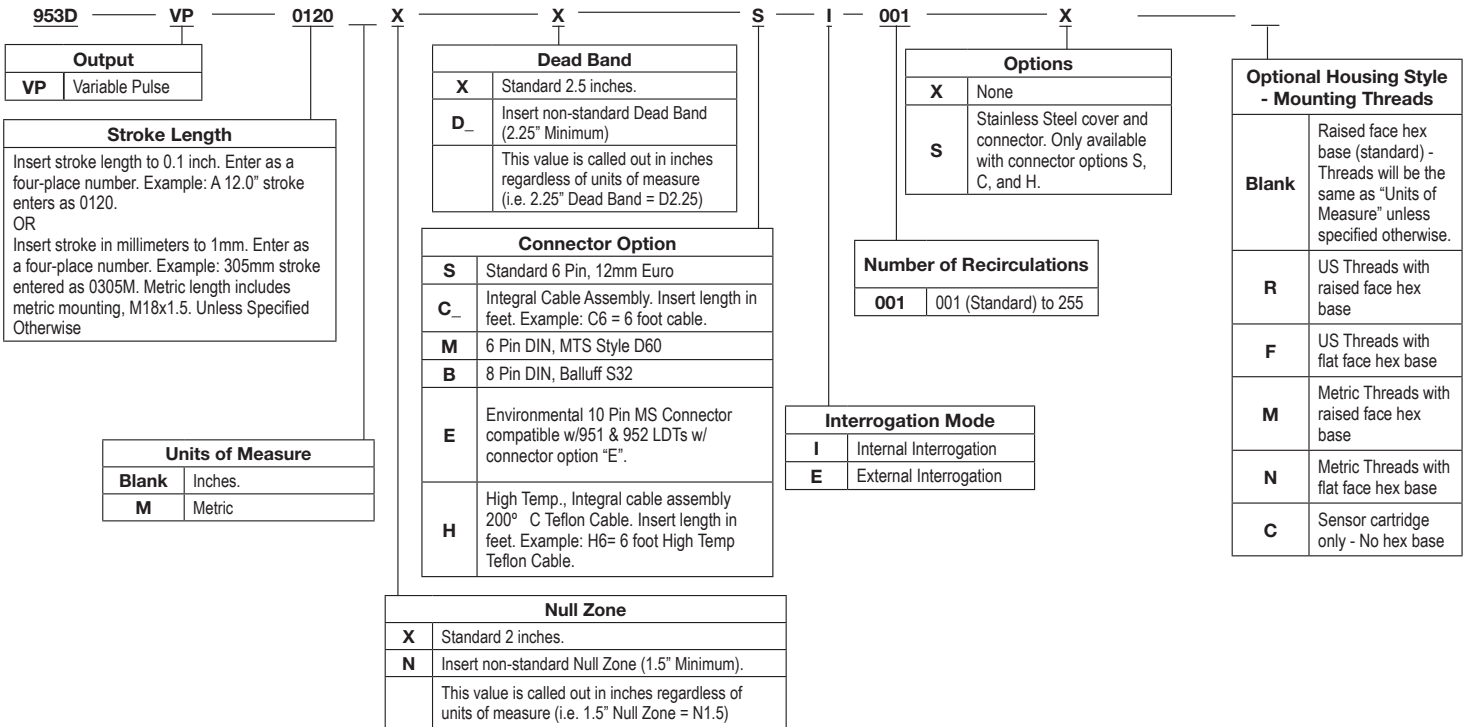 953D VP 0120 X X S I 001 X
Output
VP Variable Pulse
Stroke Length
Insert stroke length to 0.1 inch. Enter as a
four-place number. Example: A 12.0” stroke
enters as 0120.
OR
Insert stroke in millimeters to 1mm. Enter as
a four-place number. Example: 305mm stroke
entered as 0305M. Metric length includes
metric mounting, M18x1.5. Unless Specified
Otherwise
Units of Measure
Blank Inches.
M Metric
Dead Band
X Standard 2.5 inches.
D_ Insert non-standard Dead Band
(2.25” Minimum)
This value is called out in inches
regardless of units of measure
(i.e. 2.25” Dead Band = D2.25)
Connector Option
S Standard 6 Pin, 12mm Euro
C_ Integral Cable Assembly. Insert length in
feet. Example: C6 = 6 foot cable.
M 6 Pin DIN, MTS Style D60
B 8 Pin DIN, Balluff S32
E Environmental 10 Pin MS Connector
compatible w/951 & 952 LDTs w/
connector option “E”.
H High Temp., Integral cable assembly
200º C Teflon Cable. Insert length in
feet. Example: H6= 6 foot High Temp
Teflon Cable.
Null Zone
X Standard 2 inches.
N Insert non-standard Null Zone (1.5” Minimum).
This value is called out in inches regardless of
units of measure (i.e. 1.5” Null Zone = N1.5)
Options
X None
S Stainless Steel cover and
connector. Only available
with connector options S,
C, and H.
Number of Recirculations
001 001 (Standard) to 255
Interrogation Mode
I Internal Interrogation
E External Interrogation
Optional Housing Style
- Mounting Threads
Blank Raised face hex
base (standard) -
Threads will be the
same as “Units of
Measure” unless
specified otherwise.
R US Threads with
raised face hex
base
F US Threads with
flat face hex base
M Metric Threads with
raised face hex
base
N Metric Threads with
flat face hex base
C Sensor cartridge
only - No hex base